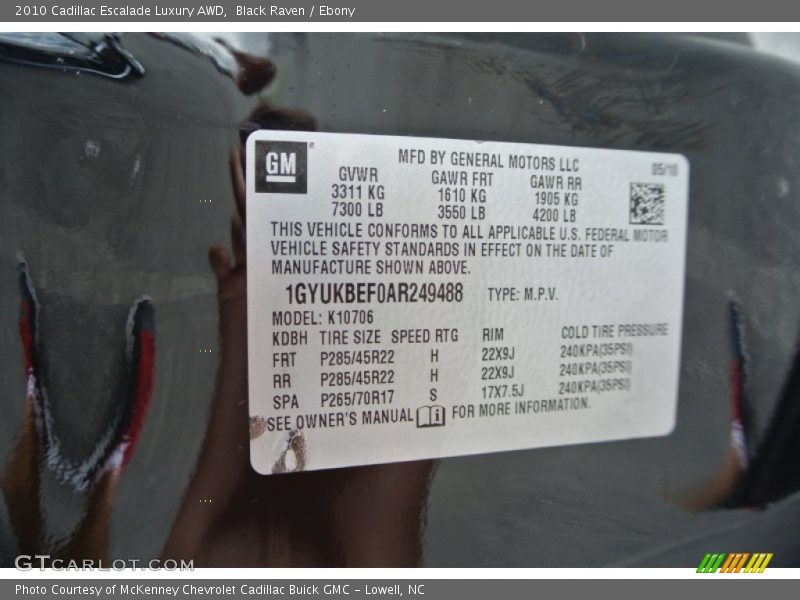 2010 Cadillac Escalade Luxury AWD, Black Raven / Ebony
GM
MFD BY GENERAL MOTORS LLC 05/10
GVWR GAWR FRT GAWR RR
3311 KG 1610 KG 1905 KG
7300 LB 3550 LB 4200 LB
THIS VEHICLE CONFORMS TO ALL APPLICABLE U.S. FEDERAL MOTOR
VEHICLE SAFETY STANDARDS IN EFFECT ON THE DATE OF
MANUFACTURE SHOWN ABOVE.
1GYUKBEF0AR249488 TYPE: M.P.V.
MODEL: K10706
KDBH TIRE SIZE SPEED RTG RIM COLD TIRE PRESSURE
FRT P285/45R22 H 22X9J 240KPA(35PSI)
RR P285/45R22 H 22X9J 240KPA(35PSI)
SPA P265/70R17 S 17X7.5J 240KPA(35PSI)
SEE OWNER'S MANUAL FOR MORE INFORMATION.
GTCARLOT.COM
Photo Courtesy of McKenney Chevrolet Cadillac Buick GMC – Lowell, NC